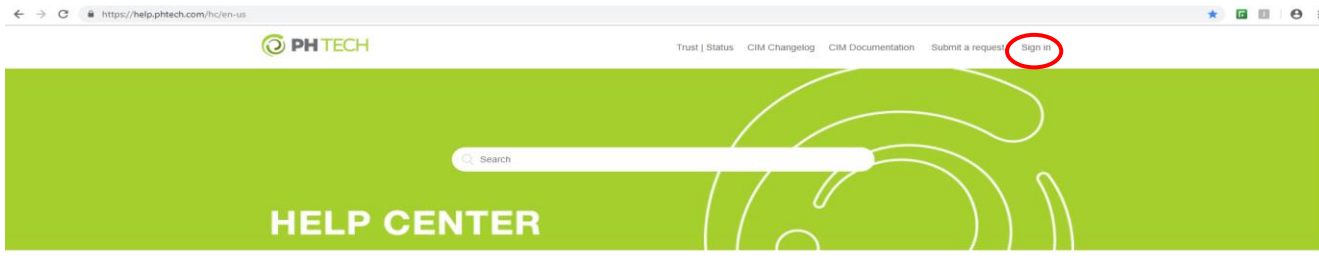 https://help.phtech.com/hc/en-us
PH TECH
Trust | Status CIM Changelog CIM Documentation Submit a request Sign in
Search
HELP CENTER